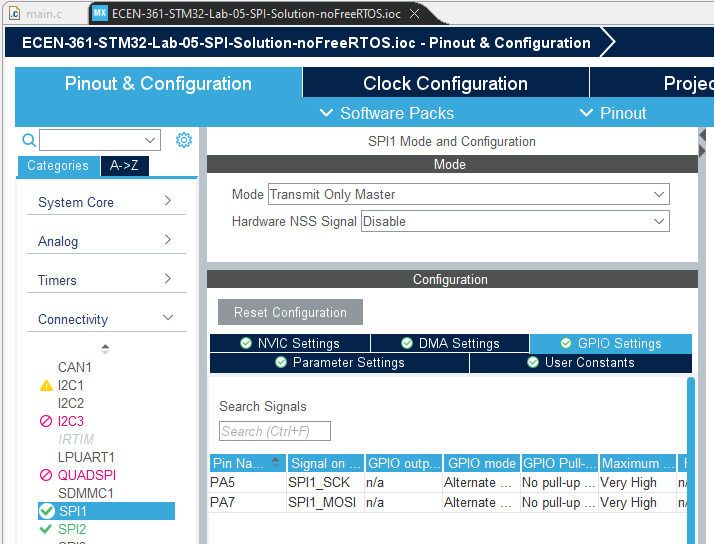 main.c
MX ECEN-361-STM32-Lab-05-SPI-Solution-noFreeRTOS.ioc
ECEN-361-STM32-Lab-05-SPI-Solution-noFreeRTOS.ioc - Pinout & Configuration
Pinout & Configuration
Clock Configuration
Projec
Software Packs
Pinout
Categories
A->Z
System Core
Analog
Timers
Connectivity
CAN1
I2C1
I2C2
I2C3
IRTIM
LPUART1
QUADSPI
SDMMC1
SPI1
SPI2
SPI1 Mode and Configuration
Mode
Mode Transmit Only Master
Hardware NSS Signal Disable
Configuration
Reset Configuration
NVIC Settings
DMA Settings
GPIO Settings
Parameter Settings
User Constants
Search Signals
Search (Ctrl+F)
Pin Na... Signal on ... GPIO outp... GPIO mode GPIO Pull-... Maximum ... F
PA5 SPI1_SCK n/a Alternate ... No pull-up ... Very High n/
PA7 SPI1_MOSI n/a Alternate ... No pull-up ... Very High n/